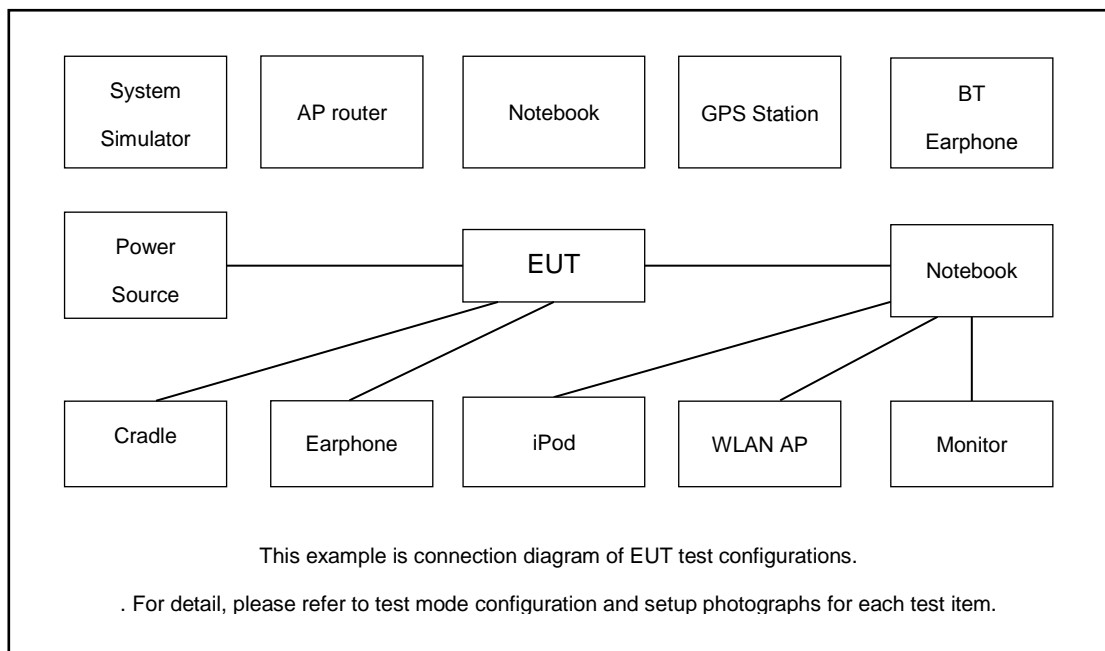 System
Simulator
AP router
Notebook
GPS Station
BT
Earphone
Power
Source
EUT
Notebook
Cradle
Earphone
iPod
WLAN AP
Monitor
This example is connection diagram of EUT test configurations.
. For detail, please refer to test mode configuration and setup photographs for each test item.